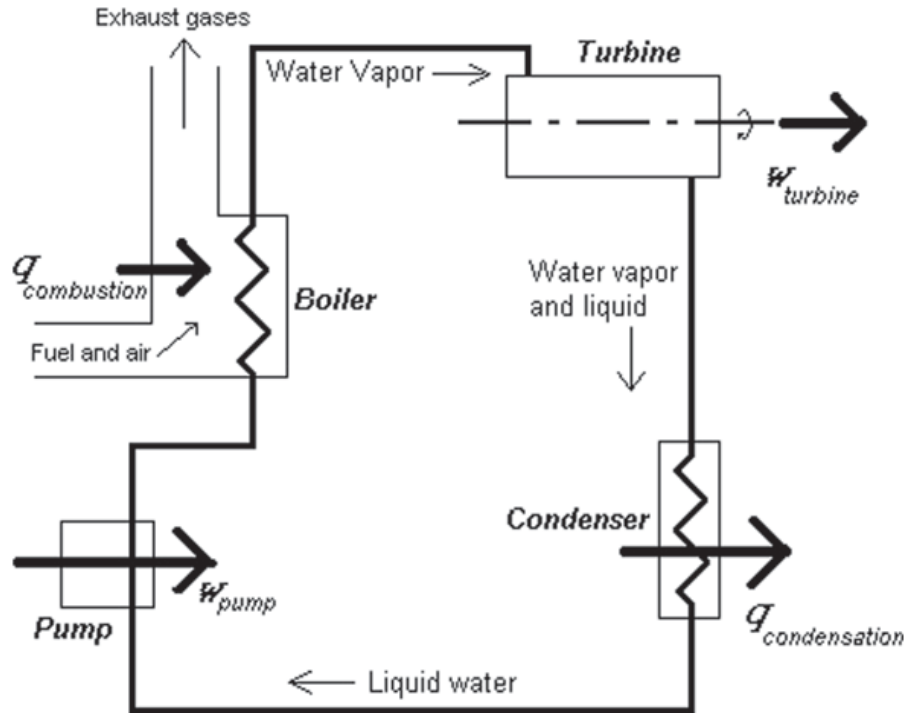 Exhaust gases
Turbine
Water Vapor
w turbine
q combustion
Water vapor
and liquid
Boiler
Fuel and air
Condenser
w pump
Pump
q condensation
Liquid water